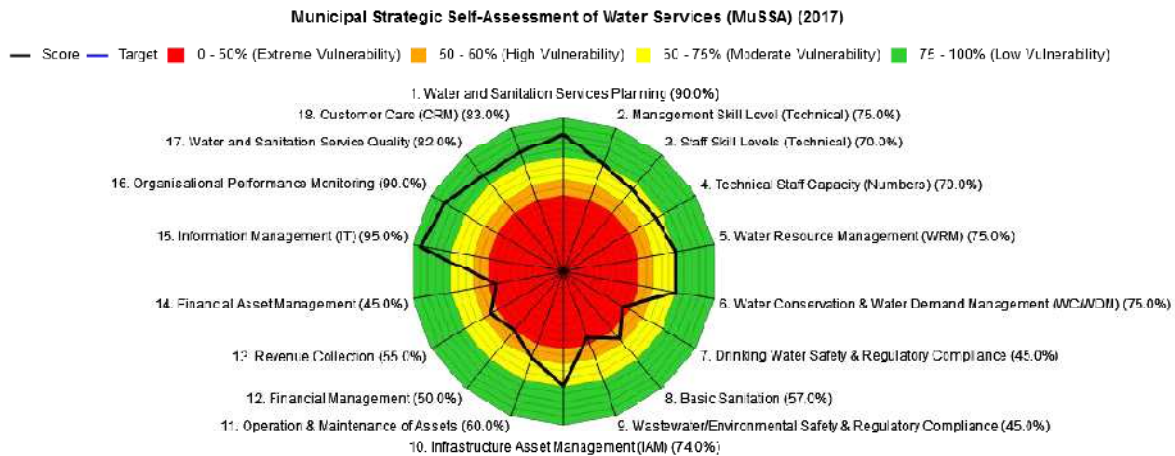 Municipal Strategic Self-Assessment of Water Services (MuSSA) (2017)
Score Target 0 - 50% (Extreme Vulnerability) 50 - 60% (High Vulnerability) 60 - 75% (Moderate Vulnerability) 75 - 100% (Low Vulnerability)
1. Water and Sanitation Services Planning (90.0%)
18. Customer Care (CRM) (83.0%)
2. Management Skill Level (Technical) (75.0%)
17. Water and Sanitation Service Quality (82.0%)
3. Staff Skill Levels (Technical) (70.0%)
16. Organisational Performance Monitoring (90.0%)
4. Technical Staff Capacity (Numbers) (70.0%)
15. Information Management (IT) (95.0%)
5. Water Resource Management (WRM) (75.0%)
14. Financial Asset Management (45.0%)
6. Water Conservation & Water Demand Management (WC/WDM) (75.0%)
13. Revenue Collection (55.0%)
7. Drinking Water Safety & Regulatory Compliance (45.0%)
12. Financial Management (50.0%)
8. Basic Sanitation (57.0%)
11. Operation & Maintenance of Assets (60.0%)
9. Wastewater/Environmental Safety & Regulatory Compliance (45.0%)
10. Infrastructure Asset Management (IAM) (74.0%)